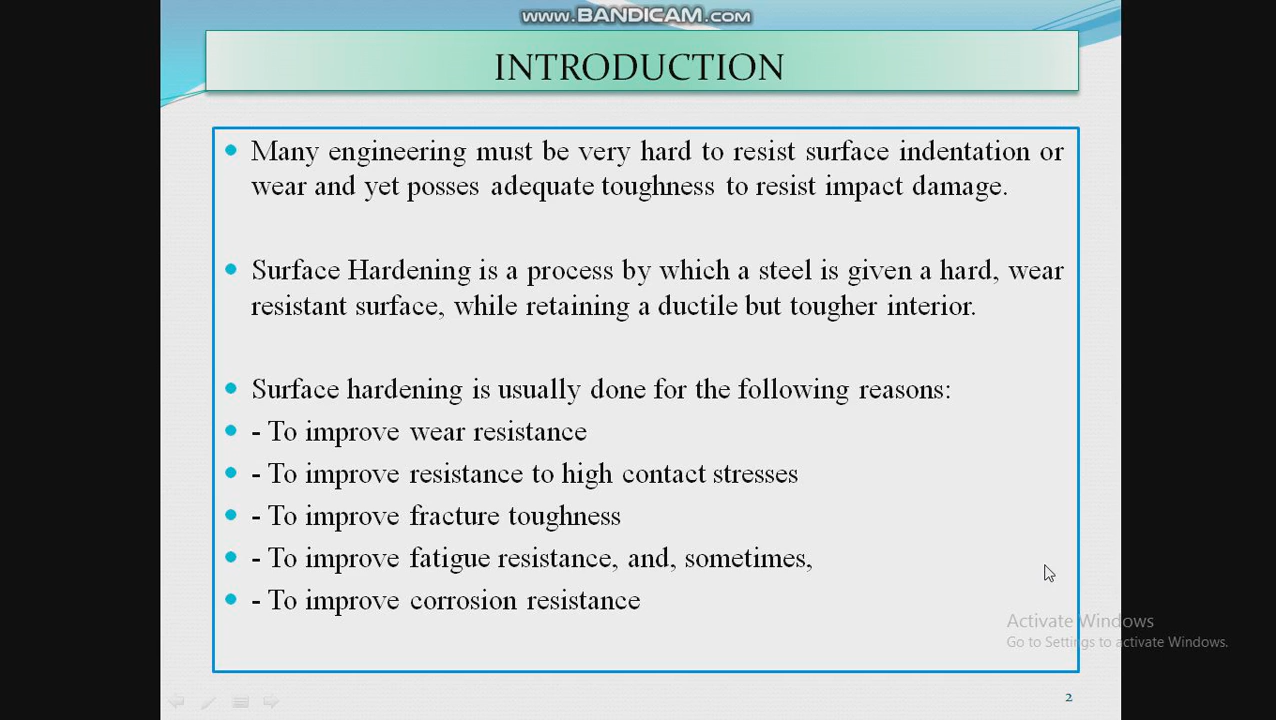 www.BANDICAM.com
INTRODUCTION
• Many engineering must be very hard to resist surface indentation or
wear and yet posses adequate toughness to resist impact damage.
• Surface Hardening is a process by which a steel is given a hard, wear
resistant surface, while retaining a ductile but tougher interior.
• Surface hardening is usually done for the following reasons:
• - To improve wear resistance
• - To improve resistance to high contact stresses
• - To improve fracture toughness
• - To improve fatigue resistance, and, sometimes,
• - To improve corrosion resistance
Activate Windows
Go to Settings to activate Windows.
2